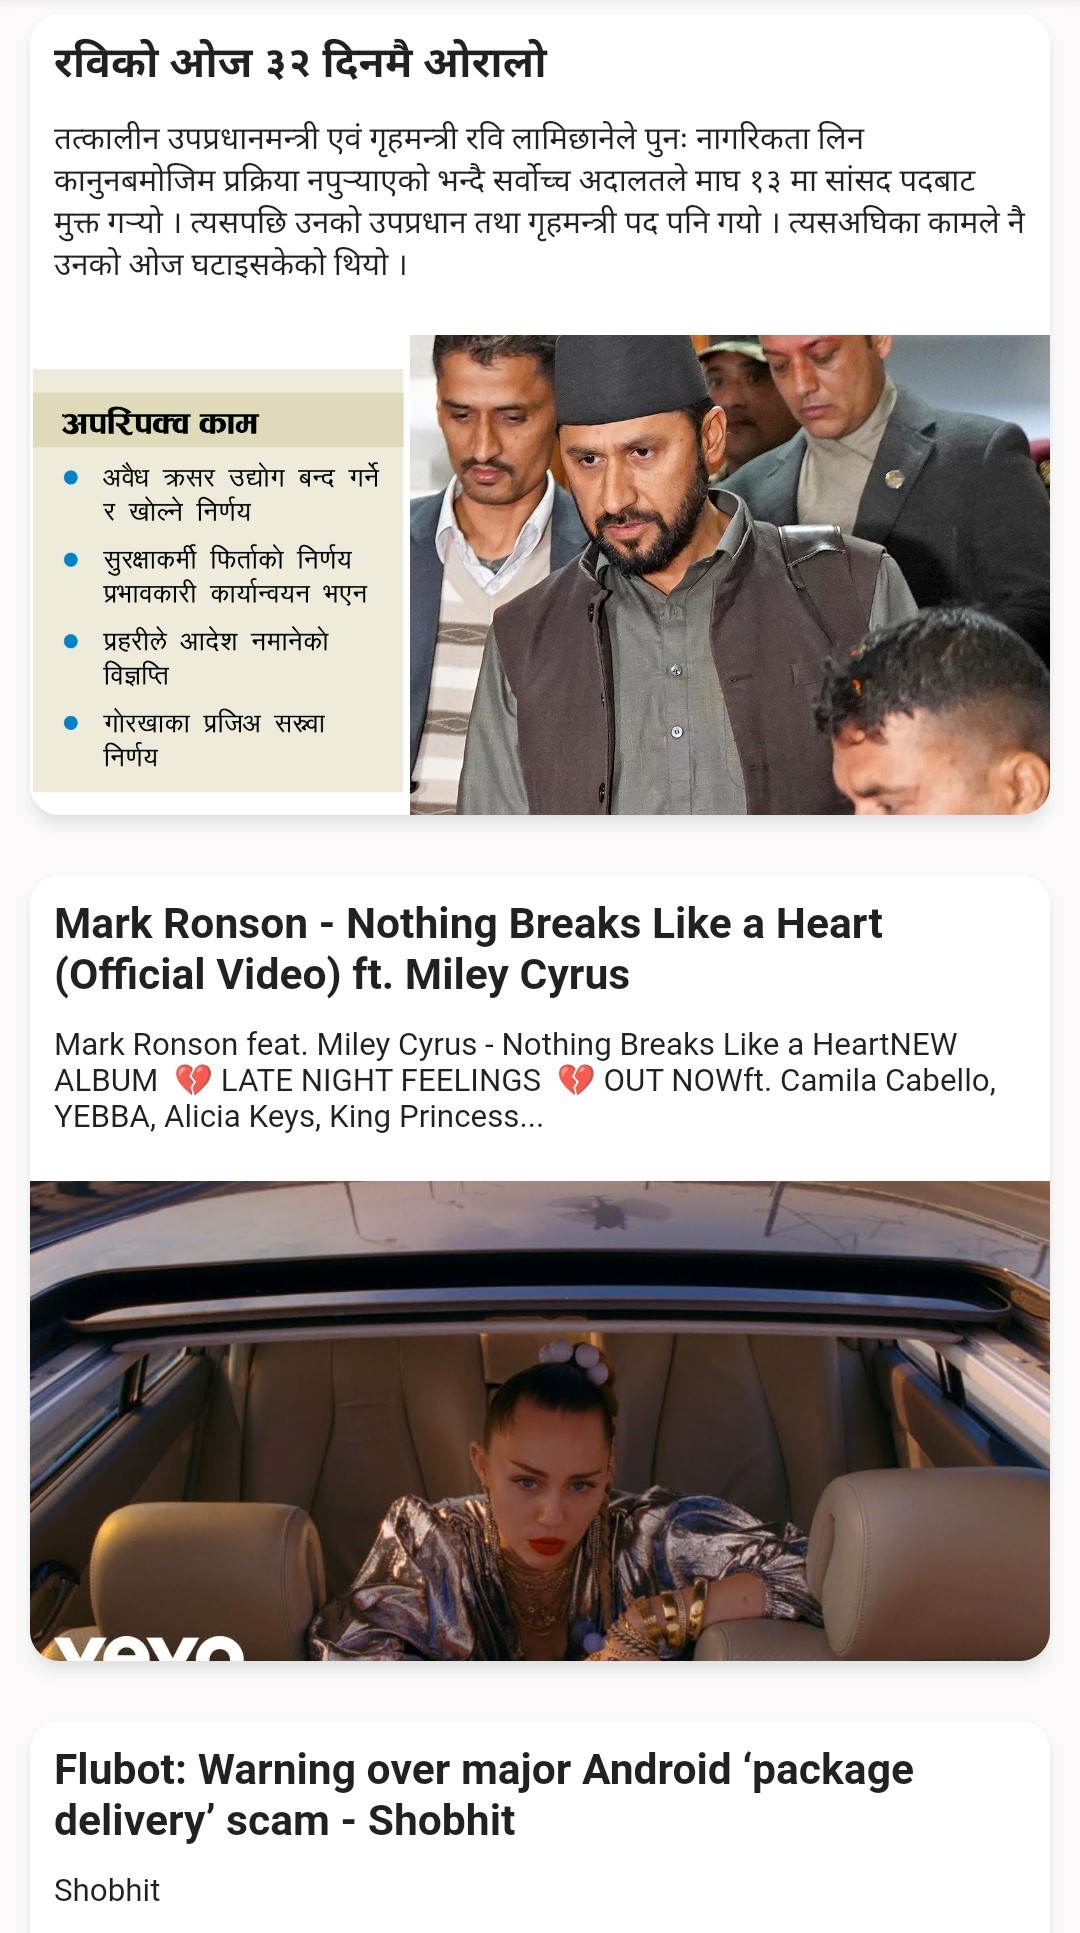 रविको ओज ३२ दिनमै ओरालो
तत्कालीन उपप्रधानमन्त्री एवं गृहमन्त्री रवि लामिछानेले पुनः नागरिकता लिन
कानुनबमोजिम प्रक्रिया नपुर्‍याएको भन्दै सर्वोच्च अदालतले माघ १३ मा सांसद पदबाट
मुक्त गर्‍यो । त्यसपछि उनको उपप्रधान तथा गृहमन्त्री पद पनि गयो । त्यसअघिका कामले नै
उनको ओज घटाइसकेको थियो ।
अपरिपक्व काम
अवैध क्रसर उद्योग बन्द गर्ने
र खोल्ने निर्णय
सुरक्षाकर्मी फिर्ताको निर्णय
प्रभावकारी कार्यान्वयन भएन
प्रहरीले आदेश नमानेको
विज्ञप्ति
गोरखाका प्रजिअ सरुवा
निर्णय
Mark Ronson - Nothing Breaks Like a Heart
(Official Video) ft. Miley Cyrus
Mark Ronson feat. Miley Cyrus - Nothing Breaks Like a HeartNEW
ALBUM 💔 LATE NIGHT FEELINGS 💔 OUT NOWft. Camila Cabello,
YEBBA, Alicia Keys, King Princess...
vevo
Flubot: Warning over major Android ‘package
delivery’ scam - Shobhit
Shobhit